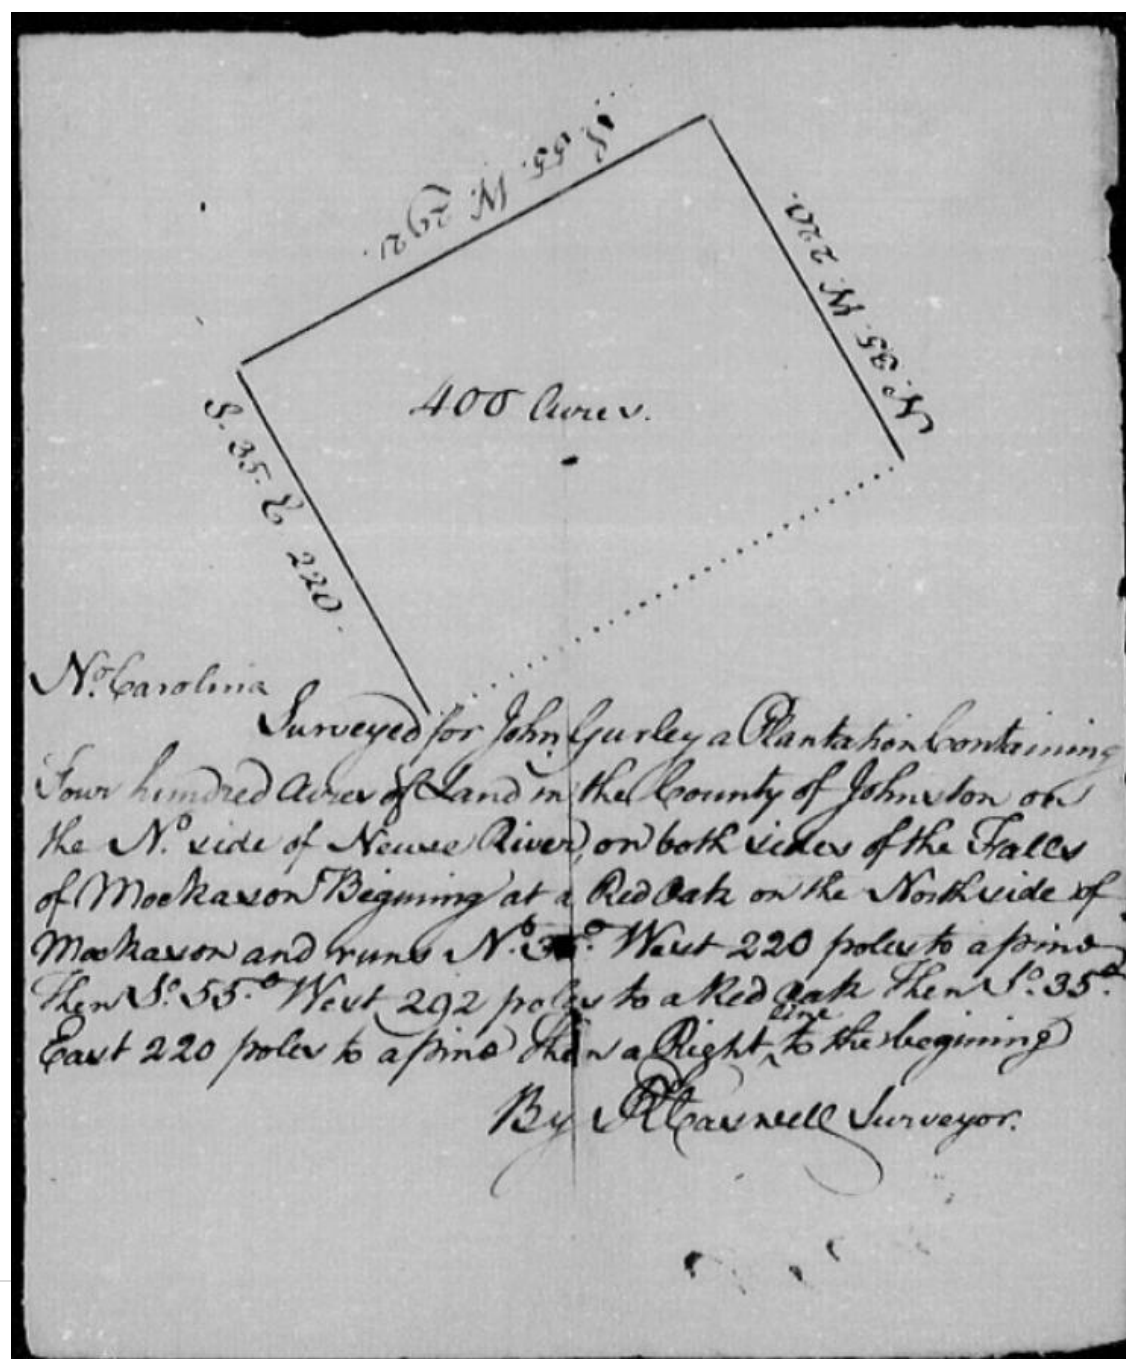 S. 55. W. 292.
N. 35. W. 220.
400 Acres.
S. 35. E 220.
No. Carolina
Surveyed for John Gurley a Plantation Containing
Four hundred Acres of Land in the County of Johnston on
the No. side of Neuse River, on both sides of the Falls
of Mockason Begining at a Red Oak on the North side of
Mockason and runs No. 35.° West 220 poles to a pine
Then So. 55.° West 292 poles to a Red Oak Then So. 35.°
East 220 poles to a pine Then a Right line to the begining
By RCaswell Surveyor.